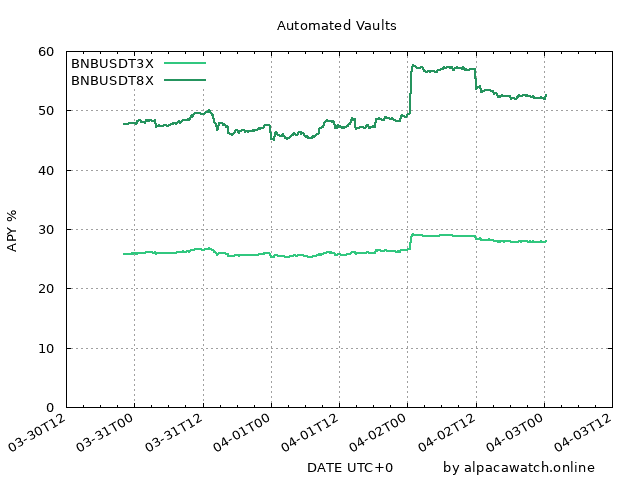 Automated Vaults
BNBUSDT3X
BNBUSDT8X
60
50
40
30
20
10
0
APY %
03-30T12
03-31T00
03-31T12
04-01T00
04-01T12
04-02T00
04-02T12
04-03T00
04-03T12
DATE UTC+0
by alpacawatch.online